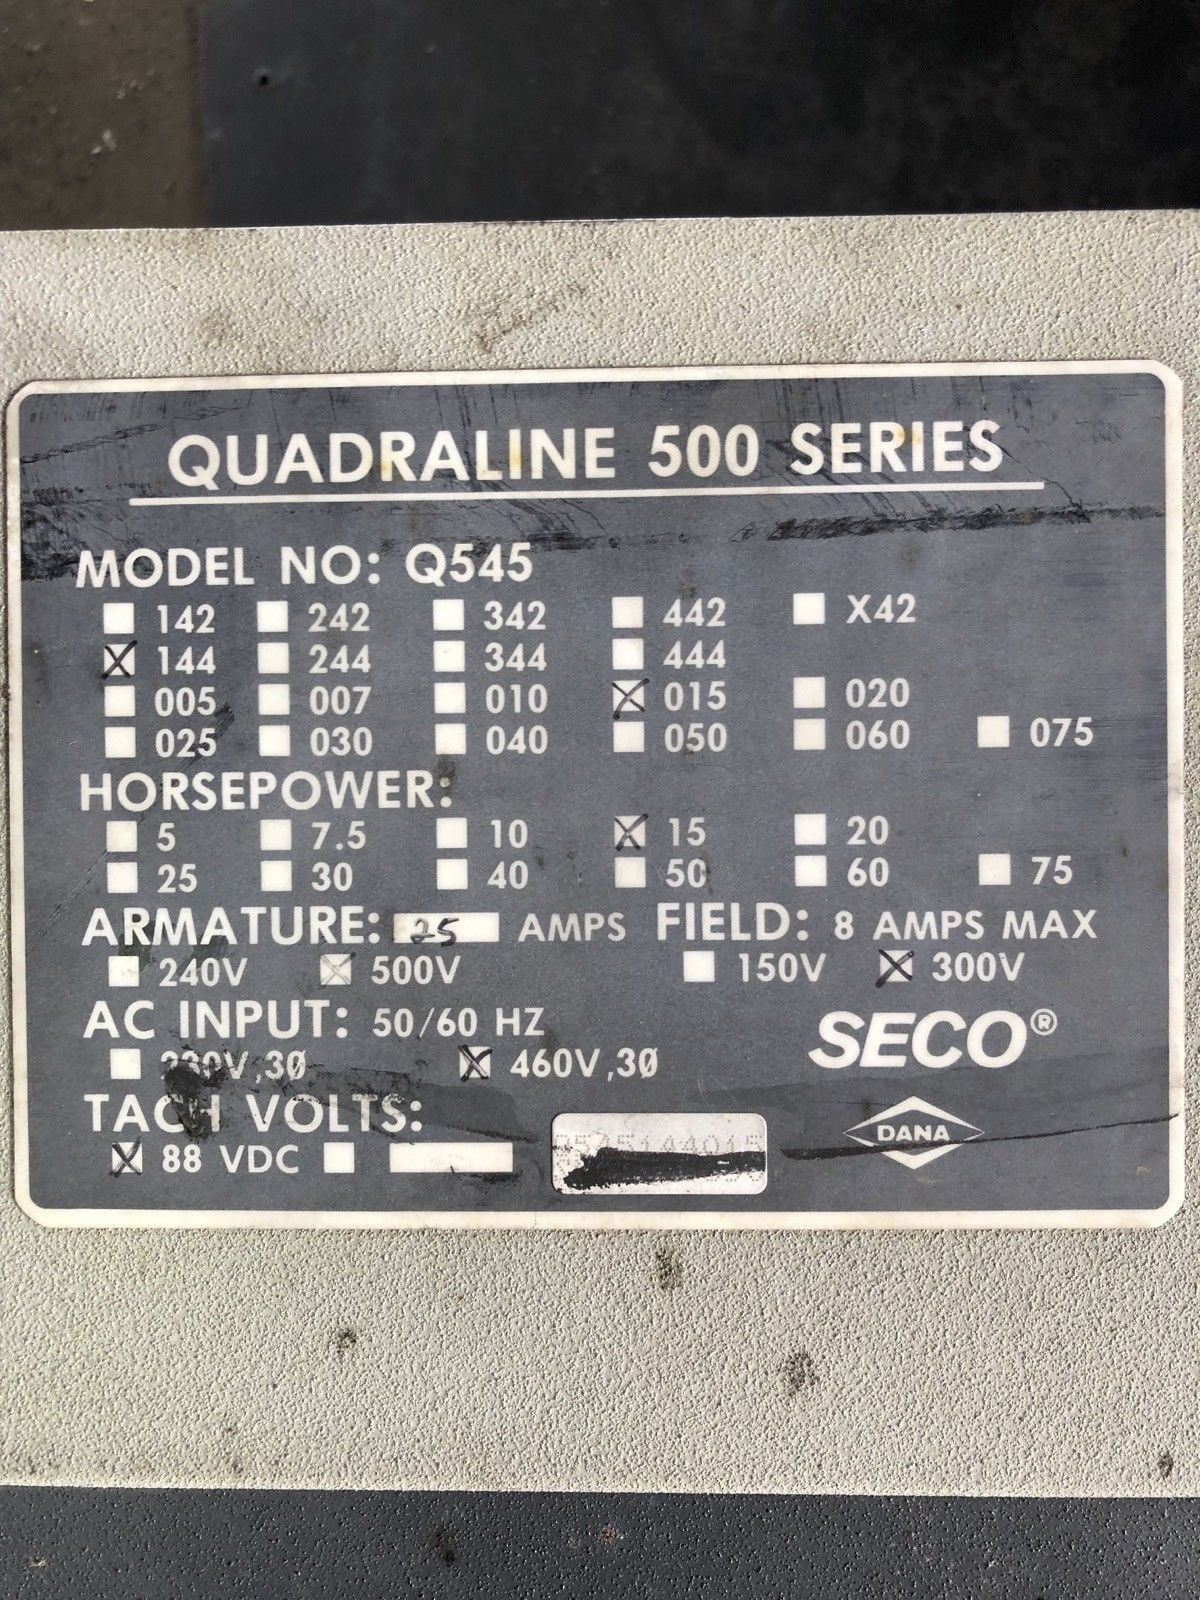 QUADRALINE 500 SERIES
MODEL NO: Q545
142 242 342 442 X42
144 244 344 444
005 007 010 015 020
025 030 040 050 060 075
HORSEPOWER:
5 7.5 10 15 20
25 30 40 50 60 75
ARMATURE: 25 AMPS FIELD: 8 AMPS MAX
240V 500V 150V 300V
AC INPUT: 50/60 HZ
460V,3Ø
SECO®
TACH VOLTS:
88 VDC
DANA